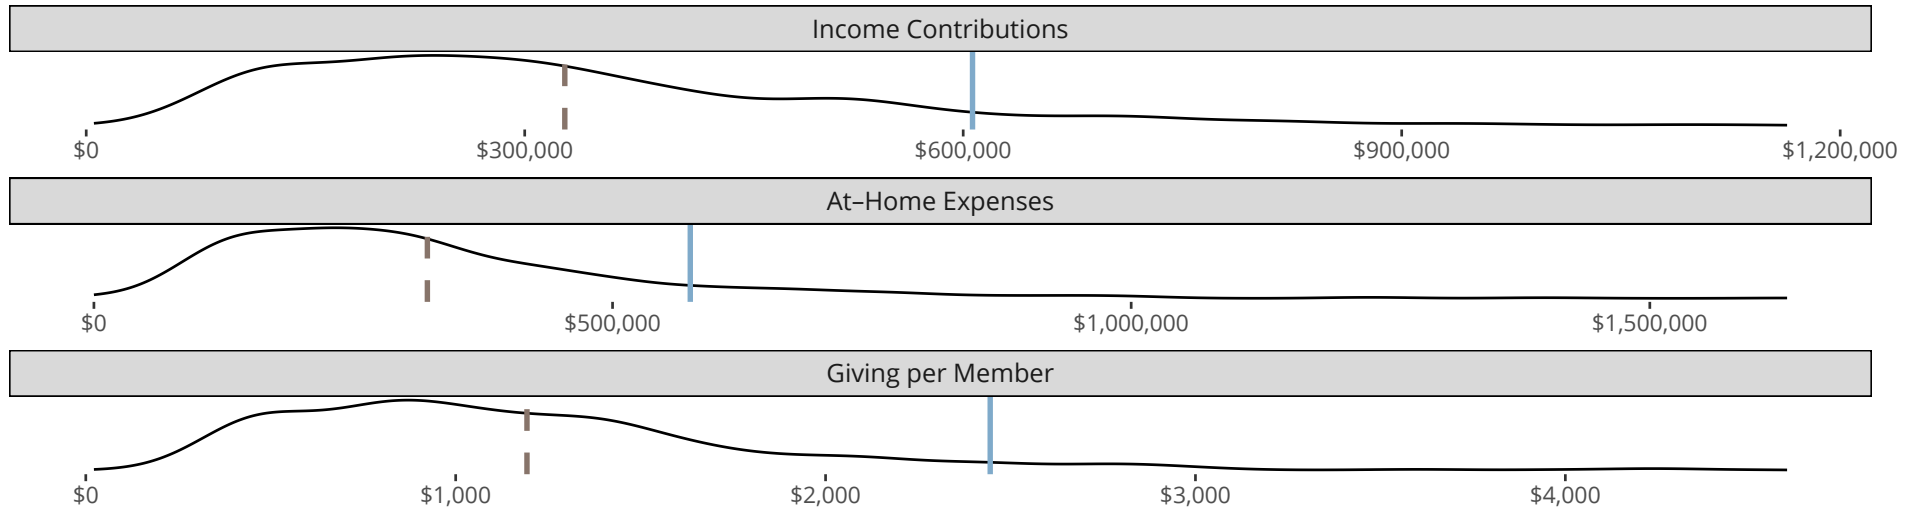 Income Contributions
$0 $300,000 $600,000 $900,000 $1,200,000
At–Home Expenses
$0 $500,000 $1,000,000 $1,500,000
Giving per Member
$0 $1,000 $2,000 $3,000 $4,000